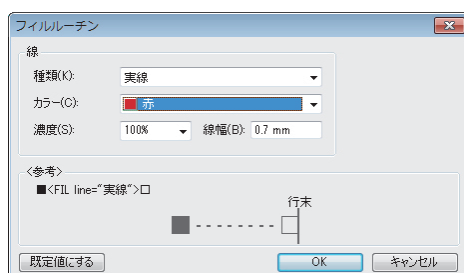 フィルルーチン
線
種類(K): 実線
カラー(C): 赤
濃度(S): 100% 線幅(B): 0.7 mm
<参考>
■<FIL line="実線">□
行末
既定値にする OK キャンセル